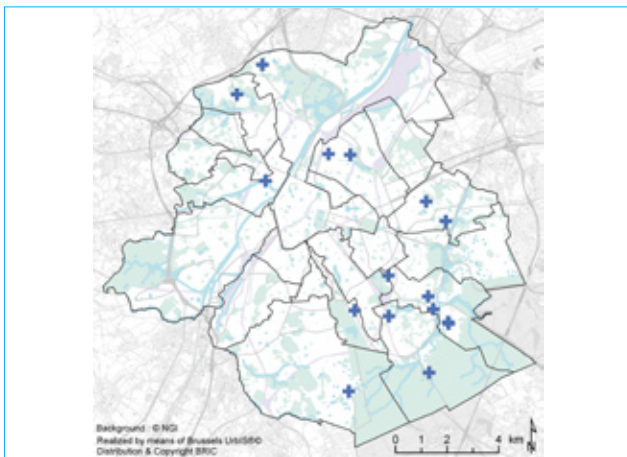 Background : © NGI
Realized by means of Brussels UrbIS®©
Distribution & Copyright BRIC
0 1 2 4 km
N